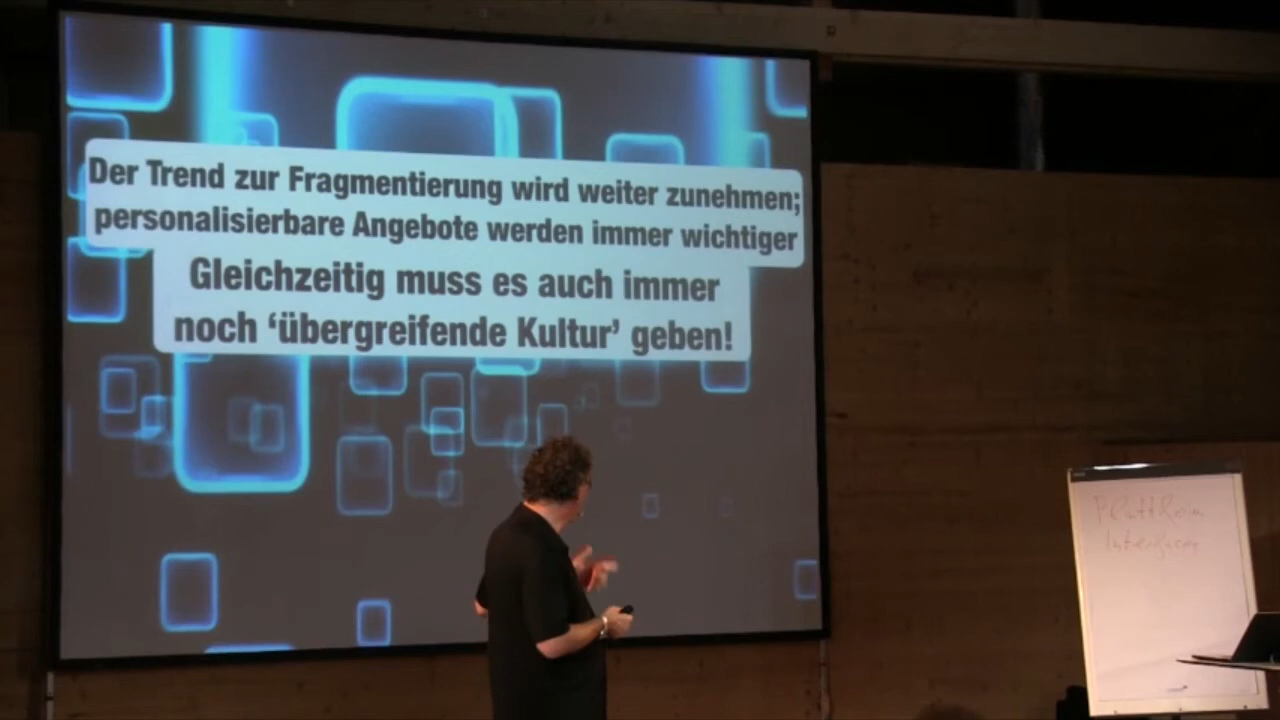 Der Trend zur Fragmentierung wird weiter zunehmen;
personalisierbare Angebote werden immer wichtiger
Gleichzeitig muss es auch immer
noch ‘übergreifende Kultur’ geben!